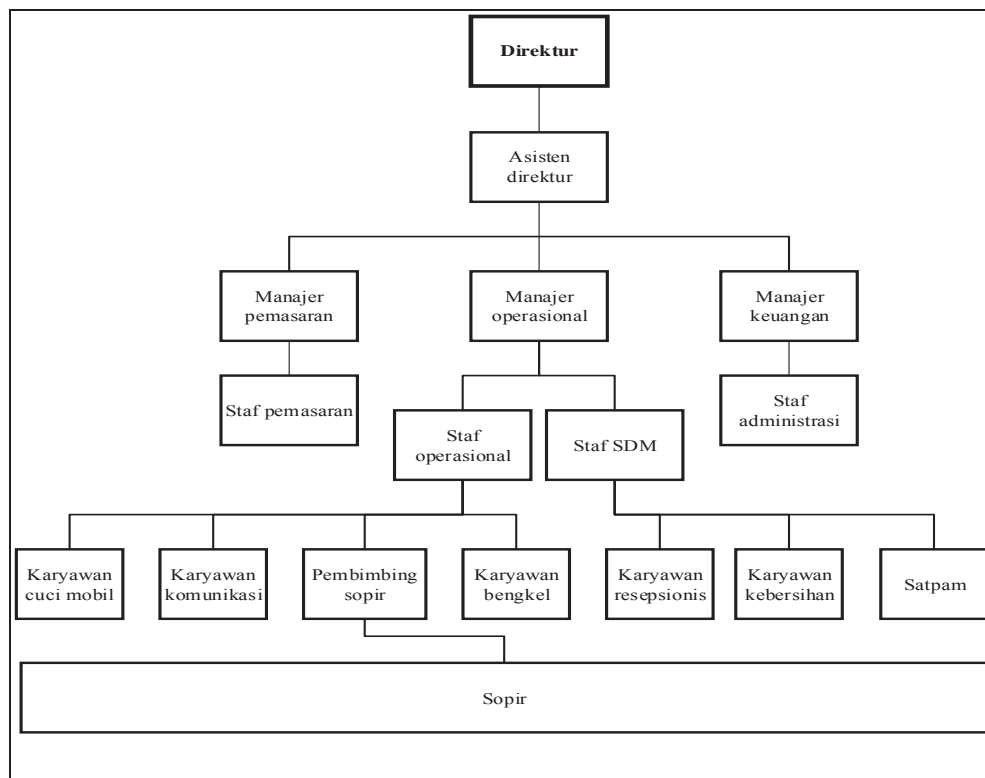 Direktur
Asisten
direktur
Manajer
pemasaran
Manajer
operasional
Manajer
keuangan
Staf pemasaran
Staf
administrasi
Staf
operasional
Staf SDM
Karyawan
cuci mobil
Karyawan
komunikasi
Pembimbing
sopir
Karyawan
bengkel
Karyawan
resepsionis
Karyawan
kebersihan
Satpam
Sopir